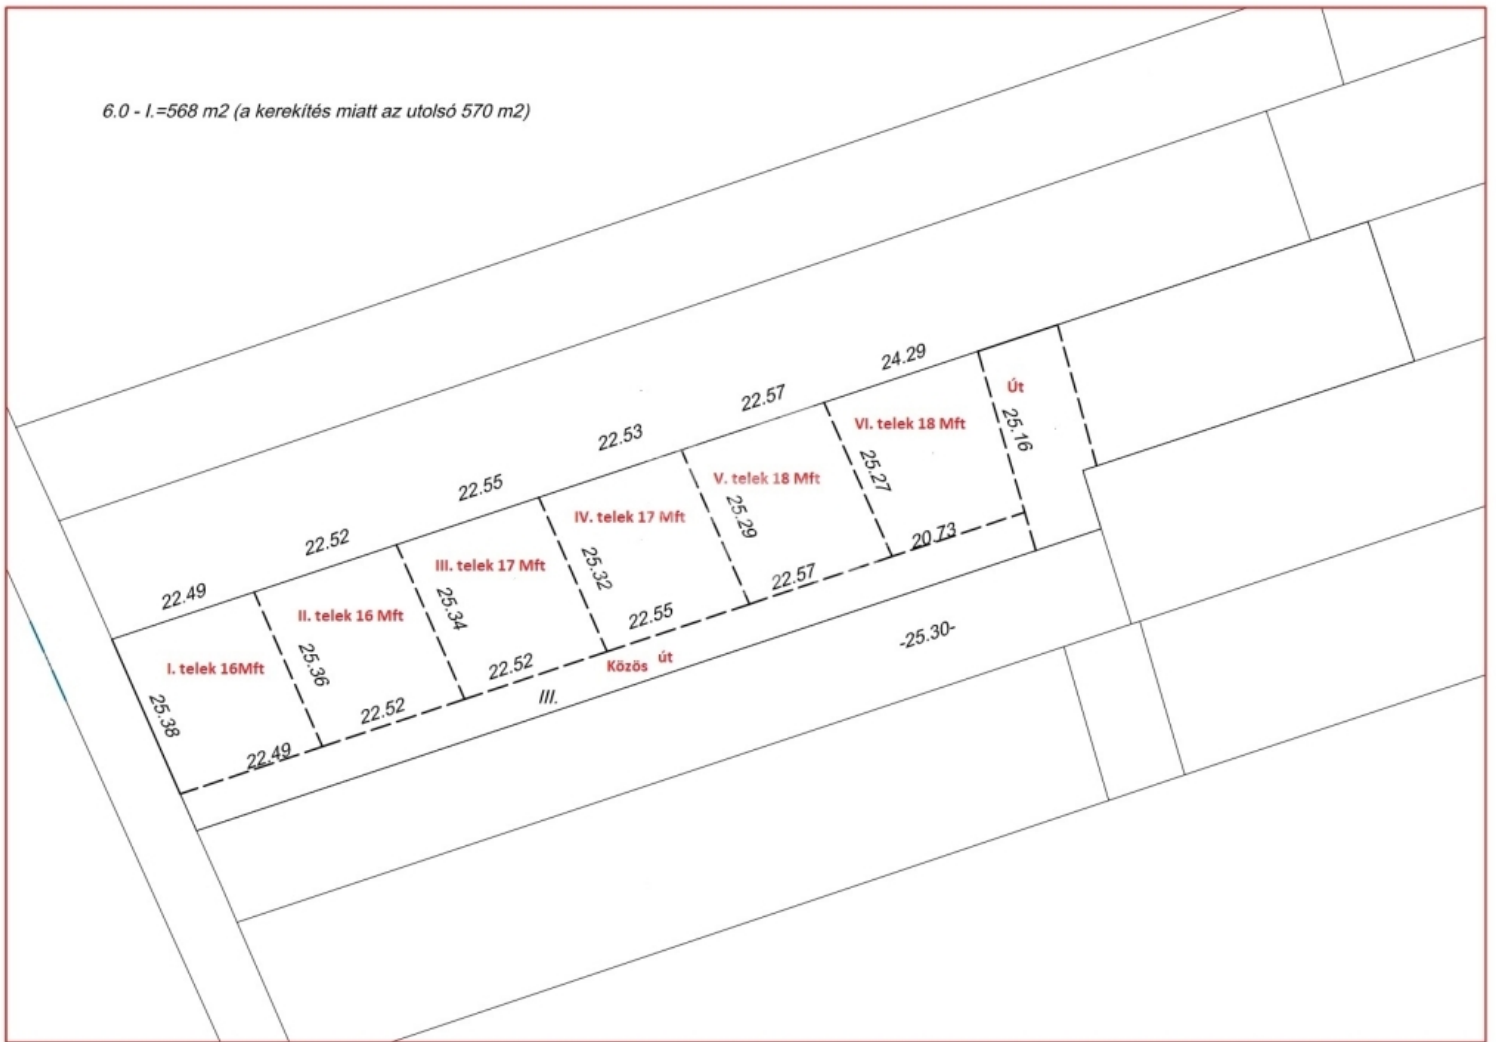 6.0 - I.=568 m2 (a kerekítés miatt az utolsó 570 m2)
24.29
22.57
22.53
22.55
22.52
22.49
Út
25.16
VI. telek 18 Mft
25.27
V. telek 18 Mft
25.29
IV. telek 17 Mft
25.32
III. telek 17 Mft
25.34
II. telek 16 Mft
25.36
I. telek 16Mft
25.38
20.73
22.57
22.55
22.52
22.52
22.49
Közös út
III.
-25.30-